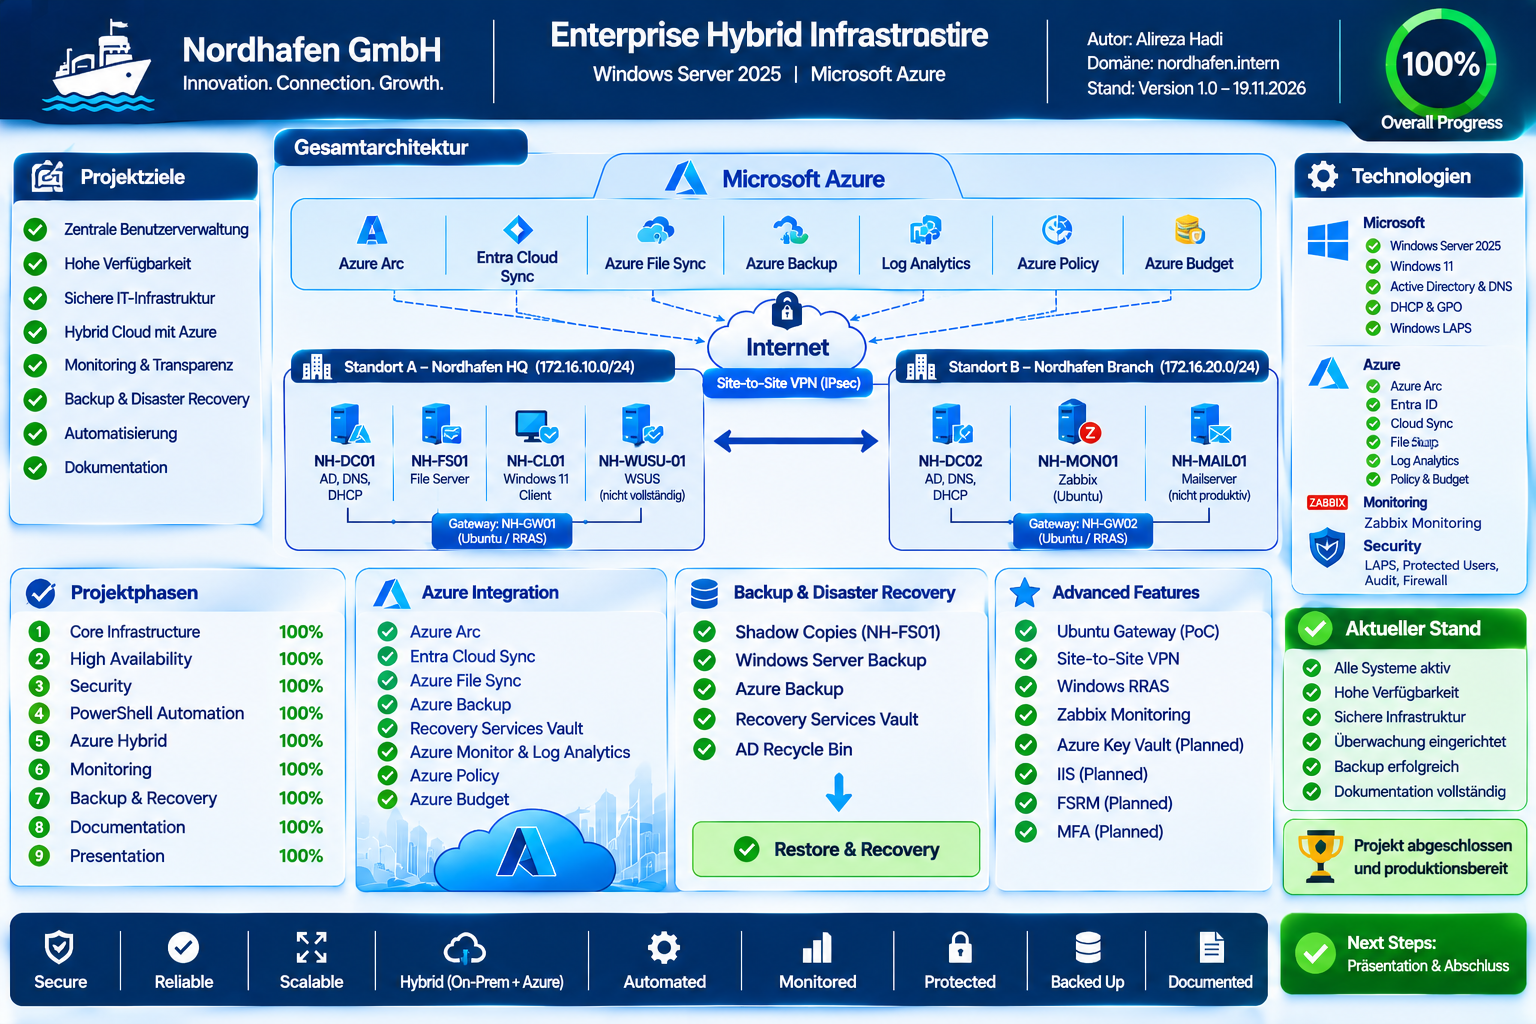 Nordhafen GmbH
Innovation. Connection. Growth.
Enterprise Hybrid
Windows Server 2025 | Microsoft Azure
Autor: Alireza Hadi
Domäne: nordhafen.intern
Stand: Version 1.0 – 19.11.2026
100%
Overall Progress
Projektziele
Zentrale Benutzerverwaltung
Hohe Verfügbarkeit
Sichere IT-Infrastruktur
Hybrid Cloud mit Azure
Monitoring & Transparenz
Backup & Disaster Recovery
Automatisierung
Dokumentation
Gesamtarchitektur
Microsoft Azure
Azure Arc
Entra Cloud
Sync
Azure File Sync
Azure Backup
Log Analytics
Azure Policy
Azure Budget
Internet
Site-to-Site VPN (IPsec)
Standort A – Nordhafen HQ (172.16.10.0/24)
NH-DC01
AD, DNS,
DHCP
NH-FS01
File Server
NH-CL01
Windows 11
Client
NH-WUSU-01
WSUS
(nicht vollständig)
Gateway: NH-GW01
(Ubuntu / RRAS)
Standort B – Nordhafen Branch (172.16.20.0/24)
NH-DC02
AD, DNS,
DHCP
Z
NH-MON01
Zabbix
(Ubuntu)
NH-MAIL01
Mailserver
(nicht produktiv)
Gateway: NH-GW02
(Ubuntu / RRAS)
Technologien
Microsoft
Windows Server 2025
Windows 11
Active Directory & DNS
DHCP & GPO
Windows LAPS
Azure
Azure Arc
Entra ID
Cloud Sync
File
Log Analytics
Policy & Budget
ZABBIX
Monitoring
Zabbix Monitoring
Security
LAPS, Protected Users,
Audit, Firewall
Projektphasen
1 Core Infrastructure 100%
2 High Availability 100%
3 Security 100%
4 PowerShell Automation 100%
5 Azure Hybrid 100%
6 Monitoring 100%
7 Backup & Recovery 100%
8 Documentation 100%
9 Presentation 100%
Azure Integration
Azure Arc
Entra Cloud Sync
Azure File Sync
Azure Backup
Recovery Services Vault
Azure Monitor & Log Analytics
Azure Policy
Azure Budget
Backup & Disaster Recovery
Shadow Copies (NH-FS01)
Windows Server Backup
Azure Backup
Recovery Services Vault
AD Recycle Bin
Restore & Recovery
Advanced Features
Ubuntu Gateway (PoC)
Site-to-Site VPN
Windows RRAS
Zabbix Monitoring
Azure Key Vault (Planned)
IIS (Planned)
FSRM (Planned)
MFA (Planned)
Aktueller Stand
Alle Systeme aktiv
Hohe Verfügbarkeit
Sichere Infrastruktur
Überwachung eingerichtet
Backup erfolgreich
Dokumentation vollständig
Projekt abgeschlossen
und produktionsbereit
Secure
Reliable
Scalable
Hybrid (On-Prem + Azure)
Automated
Monitored
Protected
Backed Up
Documented
Next Steps:
Präsentation & Abschluss